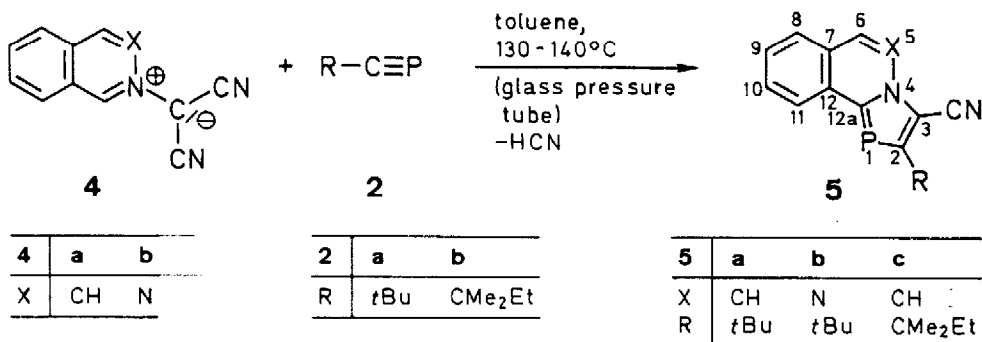 toluene,
130-140°C
(glass pressure
tube)
-HCN
X
N
⊕
C
⊖
CN
CN
4
+
R-C≡P
2
8
6
5
9
7
X
10
12
N
4
11
12a
3
CN
P
1
2
R
5
4 a b
X CH N
2 a b
R tBu CMe₂Et
5 a b c
X CH N CH
R tBu tBu CMe₂Et